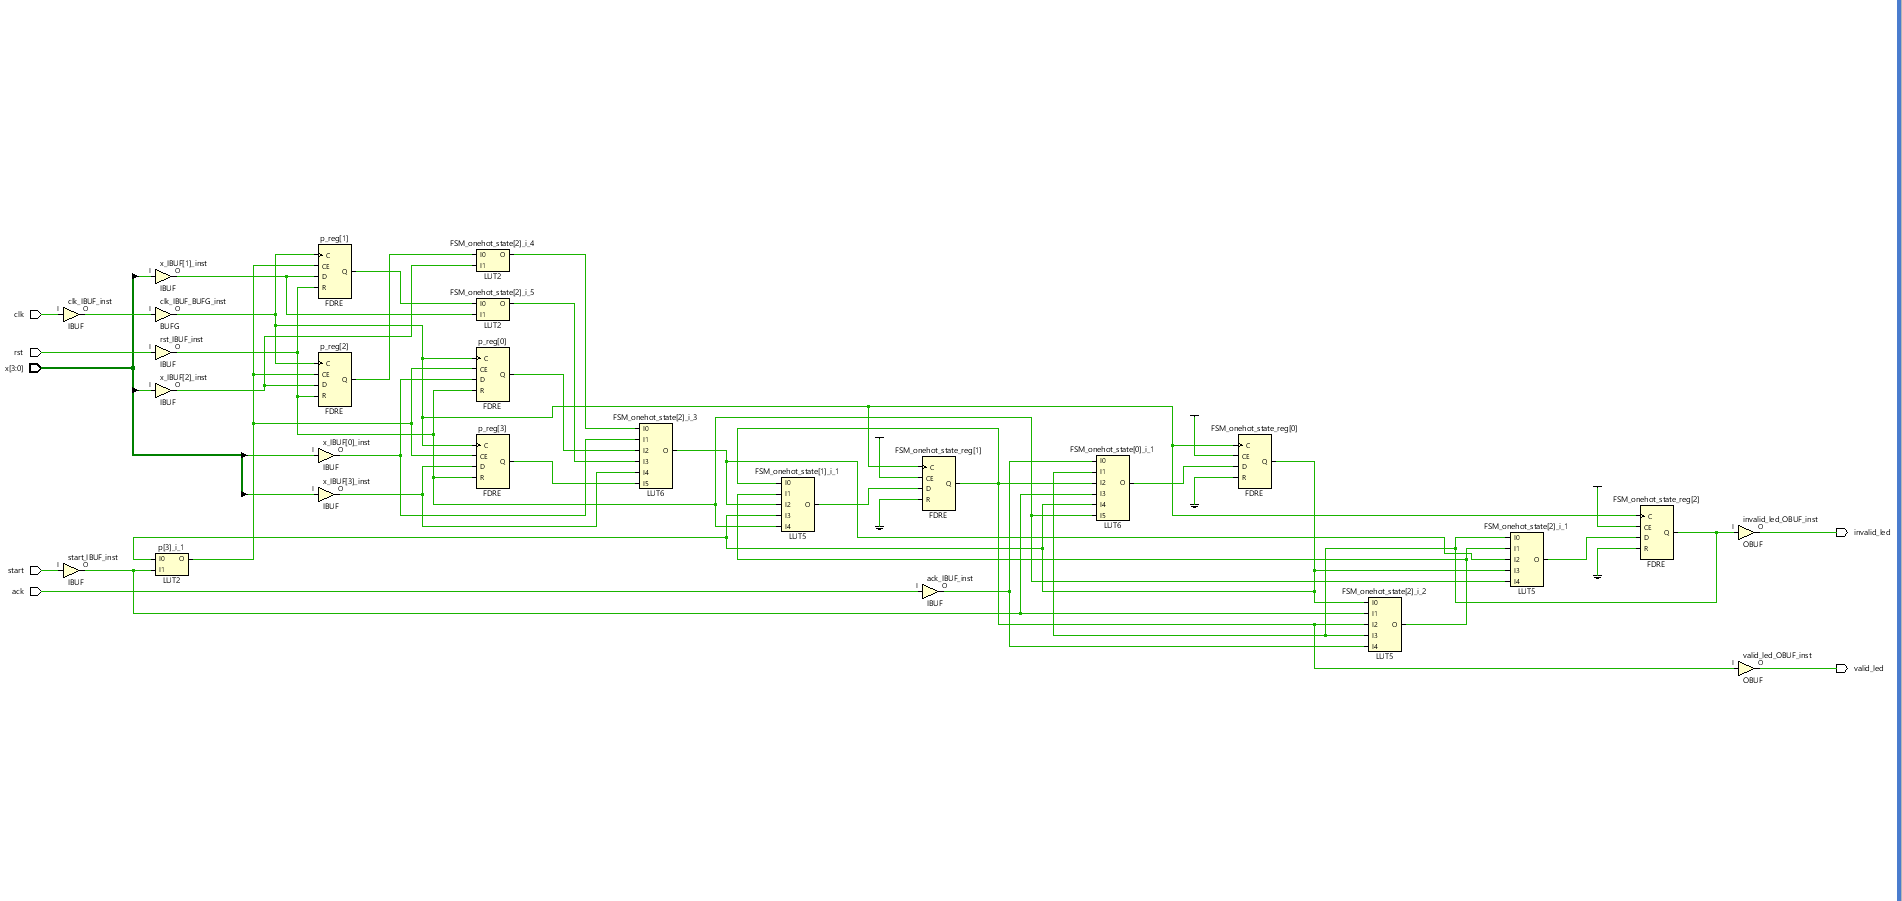 clk
rst
x[3:0]
start
ack
clk_IBUF_inst
I
O
IBUF
start_IBUF_inst
I
O
IBUF
x_IBUF[1]_inst
I
O
IBUF
clk_IBUF_BUFG_inst
I
O
BUFG
rst_IBUF_inst
I
O
IBUF
x_IBUF[2]_inst
I
O
IBUF
p[3]_i_1
I0
I1
O
LUT2
p_reg[1]
C
CE
D
R
Q
FDRE
p_reg[2]
C
CE
D
R
Q
FDRE
x_IBUF[0]_inst
I
O
IBUF
x_IBUF[3]_inst
I
O
IBUF
FSM_onehot_state[2]_i_4
I0
I1
O
LUT2
FSM_onehot_state[2]_i_5
I0
I1
O
LUT2
p_reg[0]
C
CE
D
R
Q
FDRE
p_reg[3]
C
CE
D
R
Q
FDRE
FSM_onehot_state[2]_i_3
I0
I1
I2
I3
I4
I5
O
LUT6
FSM_onehot_state[1]_i_1
I0
I1
I2
I3
I4
O
LUT5
FSM_onehot_state_reg[1]
C
CE
D
R
Q
FDRE
ack_IBUF_inst
I
O
IBUF
FSM_onehot_state[0]_i_1
I0
I1
I2
I3
I4
I5
O
LUT6
FSM_onehot_state_reg[0]
C
CE
D
R
Q
FDRE
FSM_onehot_state[2]_i_2
I0
I1
I2
I3
I4
O
LUT5
FSM_onehot_state[2]_i_1
I0
I1
I2
I3
I4
O
LUT5
FSM_onehot_state_reg[2]
C
CE
D
R
Q
FDRE
invalid_led_OBUF_inst
I
O
OBUF
invalid_led
valid_led_OBUF_inst
I
O
OBUF
valid_led